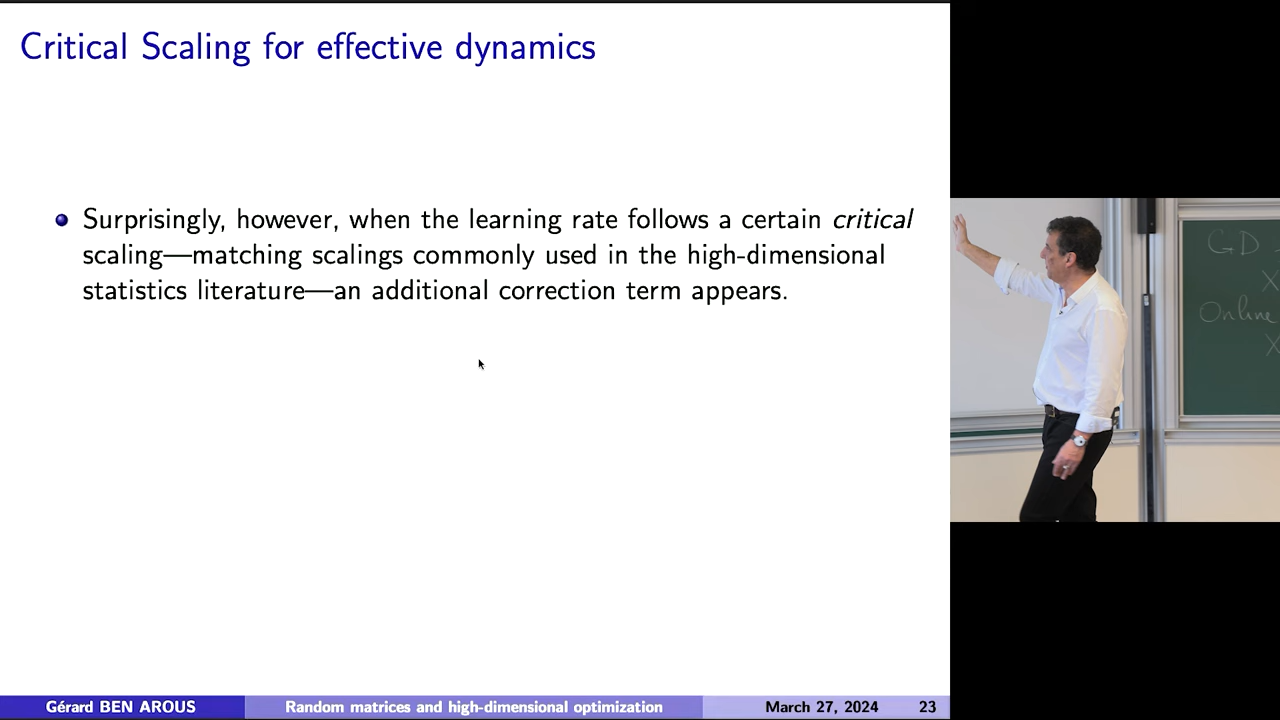 Critical Scaling for effective dynamics
Surprisingly, however, when the learning rate follows a certain critical
scaling—matching scalings commonly used in the high-dimensional
statistics literature—an additional correction term appears.
GD
X
Online
X
Gérard BEN AROUS Random matrices and high-dimensional optimization March 27, 2024 23